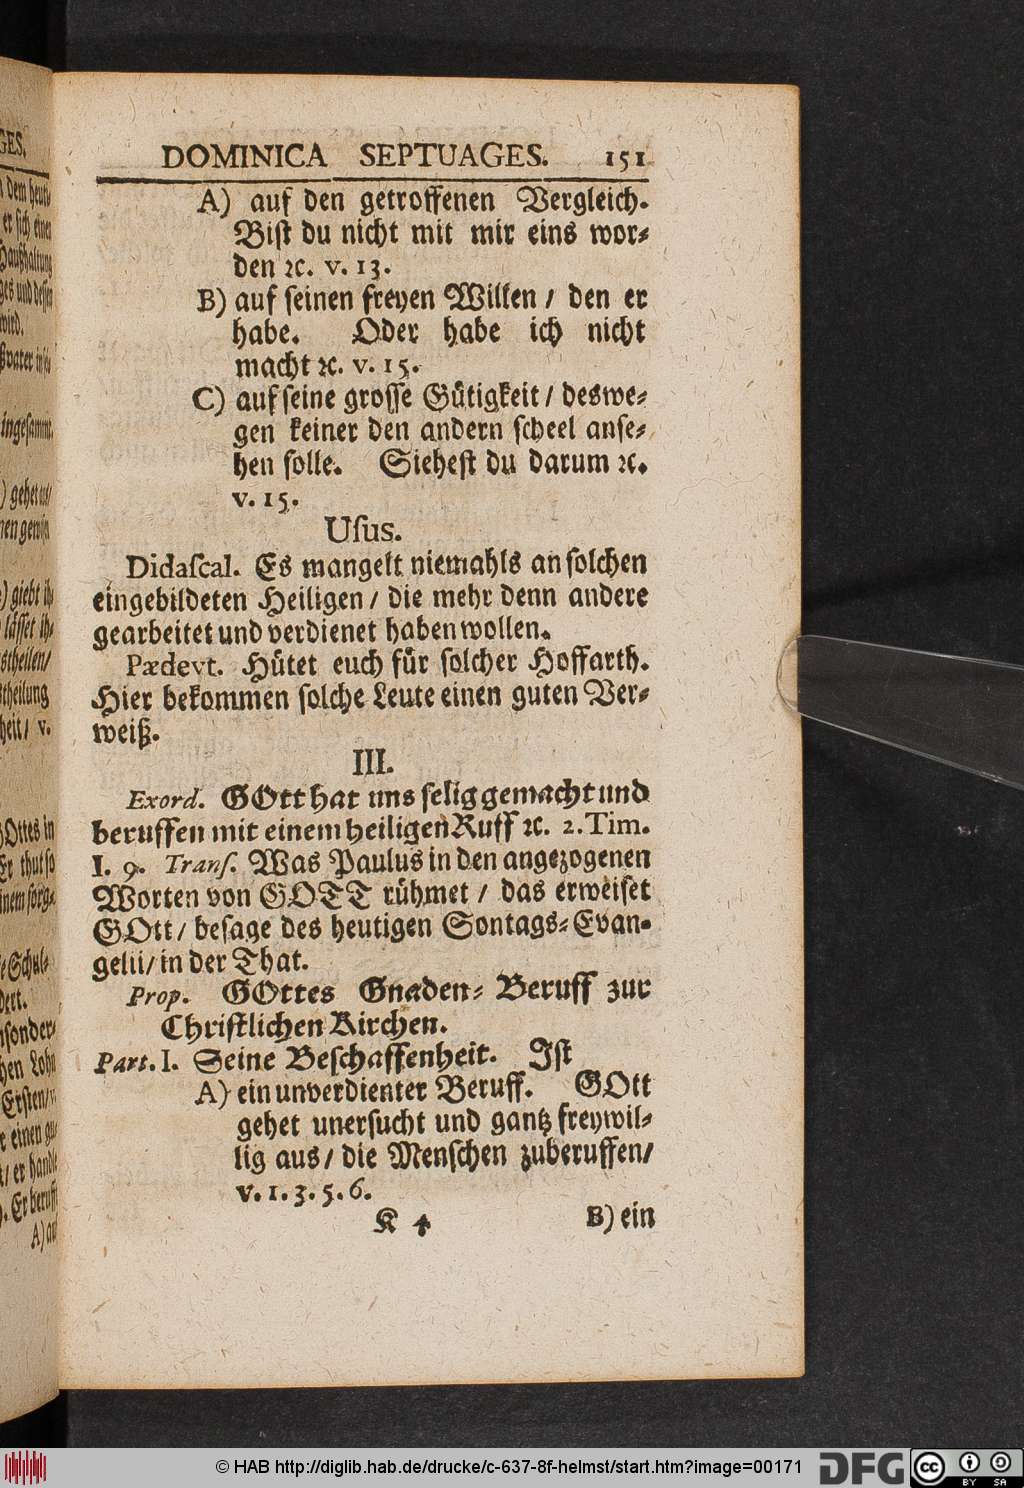 DOMINICA SEPTUAGES. 151
A) auf den getroffenen Vergleich.
Bist du nicht mit mir eins wor⸗
den ꝛc. v. 13.
B) auf seinen freyen Willen / den er
habe. Oder habe ich nicht
macht ꝛc. v. 15.
C) auf seine grosse Gütigkeit / deswe⸗
gen keiner den andern scheel anse⸗
hen solle. Siehest du darum ꝛc.
v. 15.
Uſus.
Didaſcal. Es mangelt niemahls an solchen
eingebildeten Heiligen / die mehr denn andere
gearbeitet und verdienet haben wollen.
Pædevt. Hütet euch für solcher Hoffarth.
Hier bekommen solche Leute einen guten Ver⸗
weiß.
III.
Exord. GOtt hat uns selig gemacht und
beruffen mit einem heiligen Ruff ꝛc. 2. Tim.
I. 9. Tranſ. Was Paulus in den angezogenen
Worten von GOTT rühmet / das erweiset
GOtt / besage des heutigen Sontags⸗Evan⸗
gelii / in der That.
Prop. GOttes Gnaden⸗ Beruff zur
Christlichen Kirchen.
Part. I. Seine Beschaffenheit. Ist
A) ein unverdienter Beruff. GOtt
gehet unersucht und gantz freywil⸗
lig aus / die Menschen zuberuffen /
v. 1. 3. 5. 6.
K 4 B) ein
© HAB http://diglib.hab.de/drucke/c-637-8f-helmst/start.htm?image=00171 DFG CC BY SA